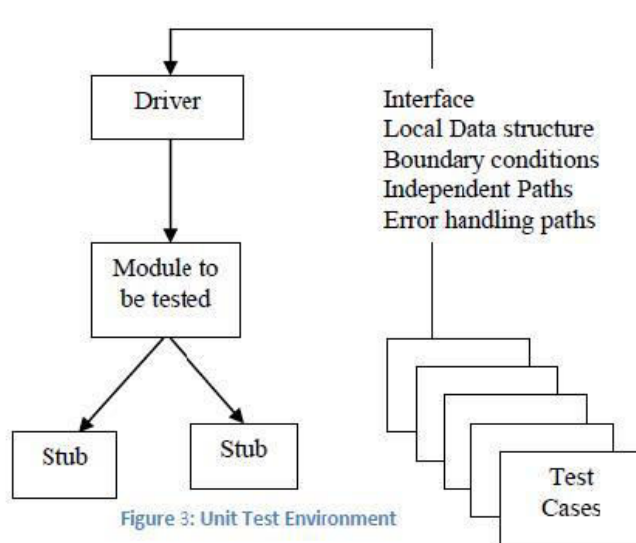 Driver
Interface
Local Data structure
Boundary conditions
Independent Paths
Error handling paths
Module to
be tested
Stub
Stub
Test
Cases
Figure 3: Unit Test Environment